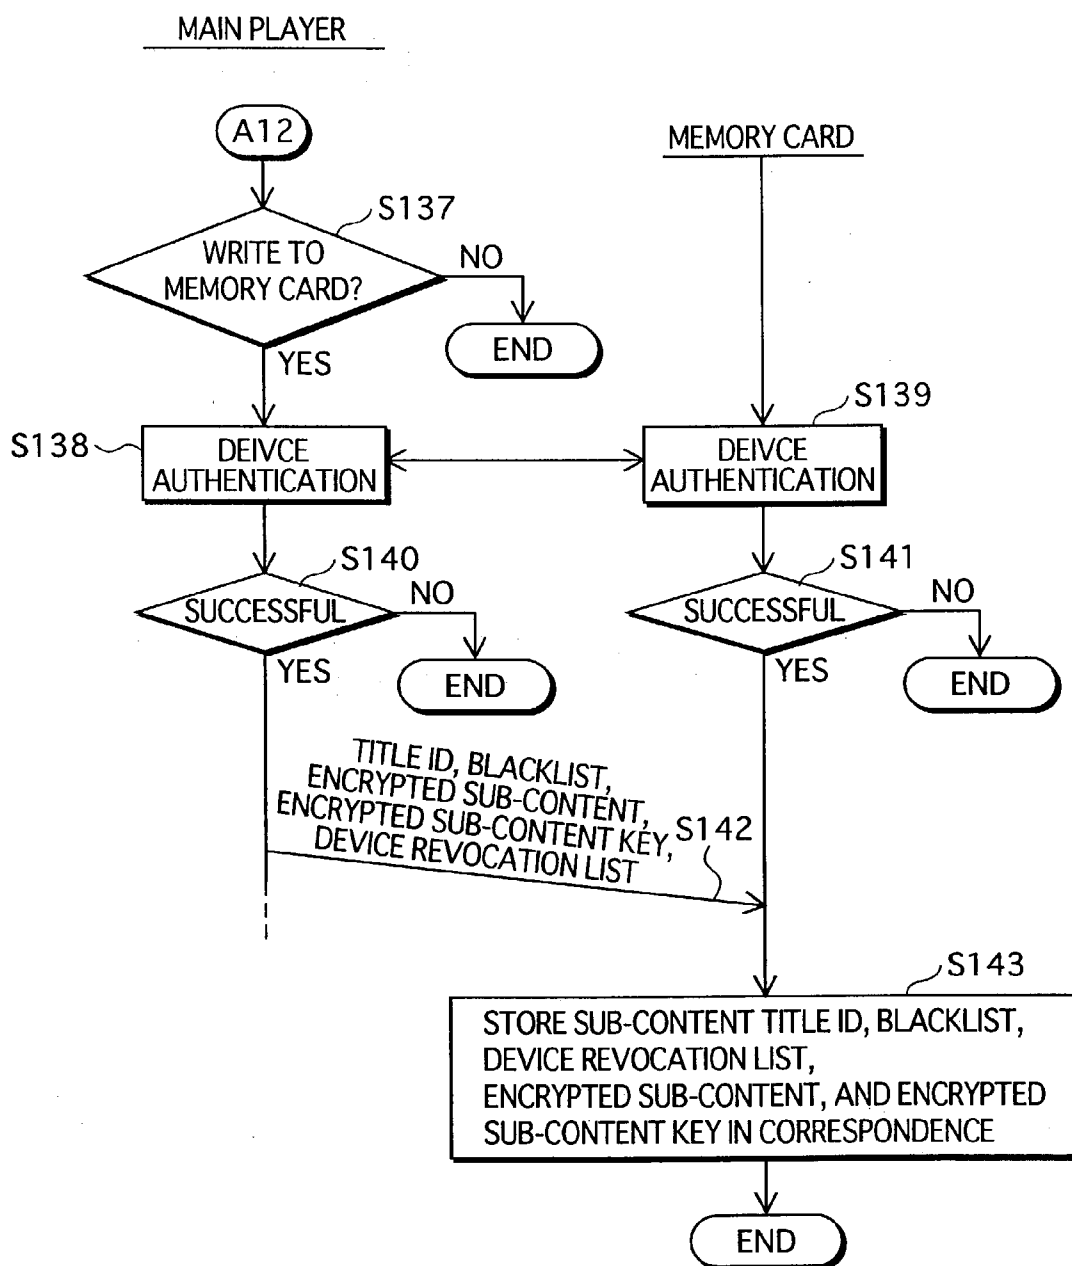 MAIN PLAYER
A12
MEMORY CARD
S137
WRITE TO
MEMORY CARD?
NO
END
YES
S139
S138
DEIVCE
AUTHENTICATION
DEIVCE
AUTHENTICATION
S140
SUCCESSFUL
NO
END
YES
S141
SUCCESSFUL
NO
END
YES
TITLE ID, BLACKLIST,
ENCRYPTED SUB-CONTENT,
ENCRYPTED SUB-CONTENT KEY,
DEVICE REVOCATION LIST
S142
S143
STORE SUB-CONTENT TITLE ID, BLACKLIST,
DEVICE REVOCATION LIST,
ENCRYPTED SUB-CONTENT, AND ENCRYPTED
SUB-CONTENT KEY IN CORRESPONDENCE
END